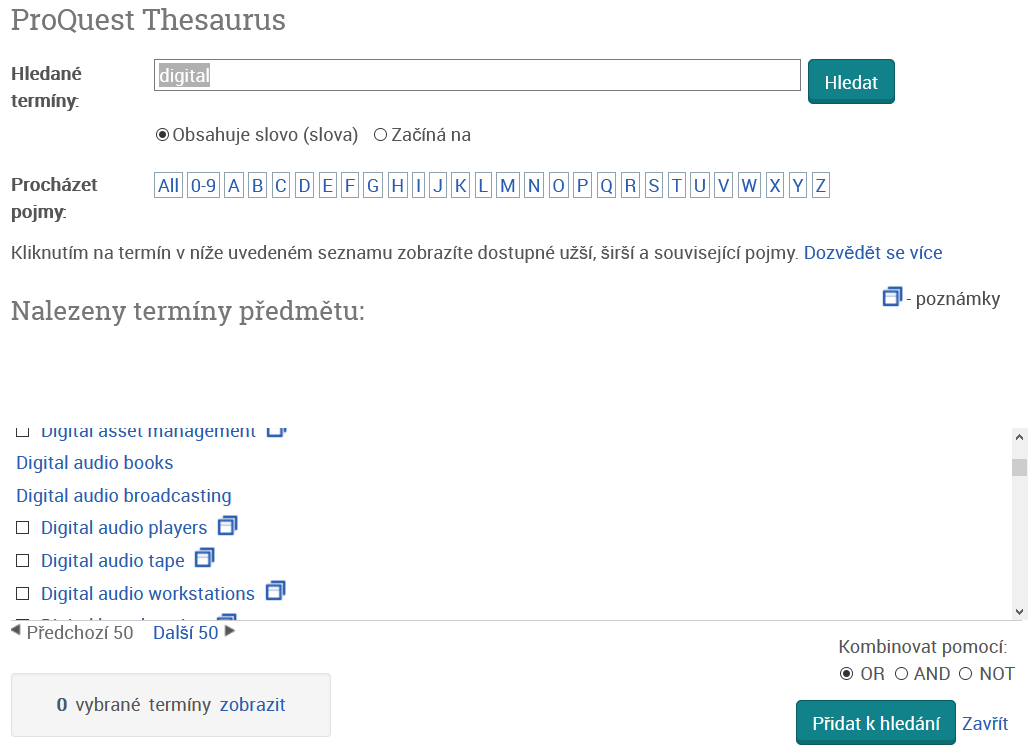 ProQuest Thesaurus
Hledané termíny:
digital
Hledat
Obsahuje slovo (slova) Začíná na
Procházet pojmy:
All 0-9 A B C D E F G H I J K L M N O P Q R S T U V W X Y Z
Kliknutím na termín v níže uvedeném seznamu zobrazíte dostupné užší, širší a související pojmy. Dozvědět se více
- poznámky
Nalezeny termíny předmětu:
Digital asset management
Digital audio books
Digital audio broadcasting
Digital audio players
Digital audio tape
Digital audio workstations
Předchozí 50 Další 50
Kombinovat pomocí:
OR AND NOT
0 vybrané termíny zobrazit
Přidat k hledání Zavřít